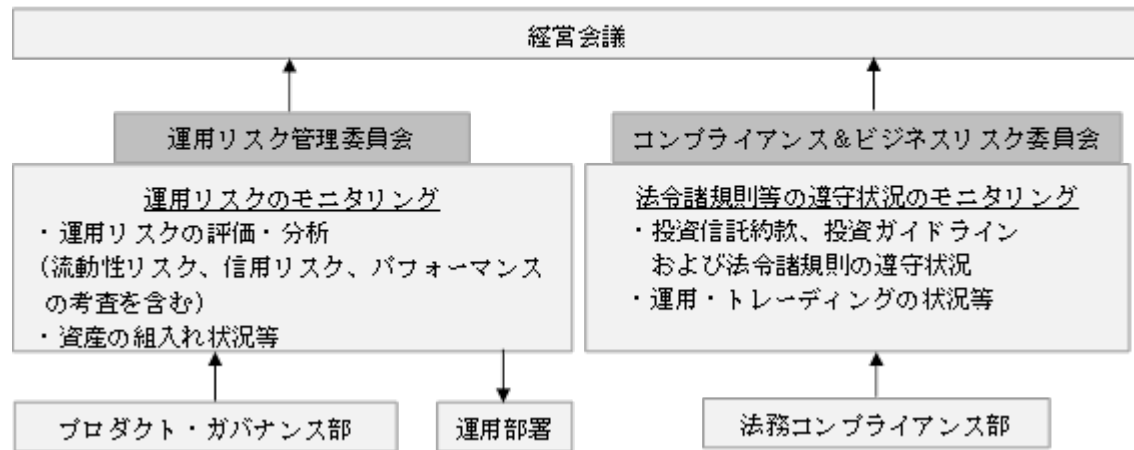 経営会議
運用リスク管理委員会
運用リスクのモニタリング
・運用リスクの評価・分析
(流動性リスク、信用リスク、パフォーマンス
の考査を含む)
・資産の組入れ状況等
コンプライアンス&ビジネスリスク委員会
法令諸規則等の遵守状況のモニタリング
・投資信託約款、投資ガイドライン
および法令諸規則の遵守状況
・運用・トレーディングの状況等
プロダクト・ガバナンス部
運用部署
法務コンプライアンス部